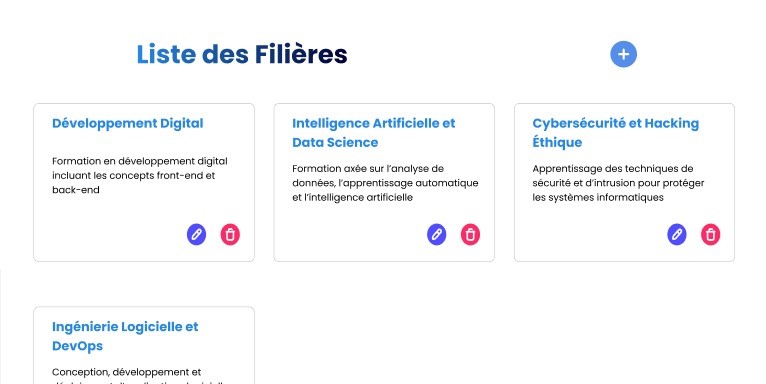 Liste des Filières
Développement Digital
Formation en développement digital
incluant les concepts front-end et
back-end
Intelligence Artificielle et
Data Science
Formation axée sur l’analyse de
données, l’apprentissage automatique
et l’intelligence artificielle
Cybersécurité et Hacking
Éthique
Apprentissage des techniques de
sécurité et d’intrusion pour protéger
les systèmes informatiques
Ingénierie Logicielle et
DevOps
Conception, développement et